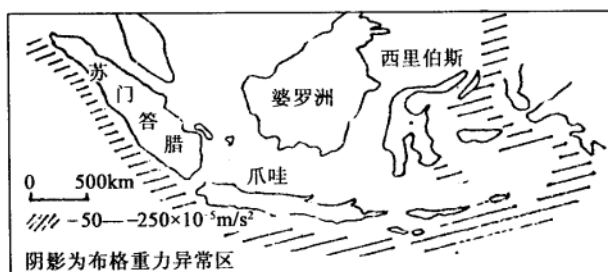 苏门答腊
西里伯斯
婆罗洲
爪哇
0 500km
-50—-250×10⁻⁵m/s²
阴影为布格重力异常区